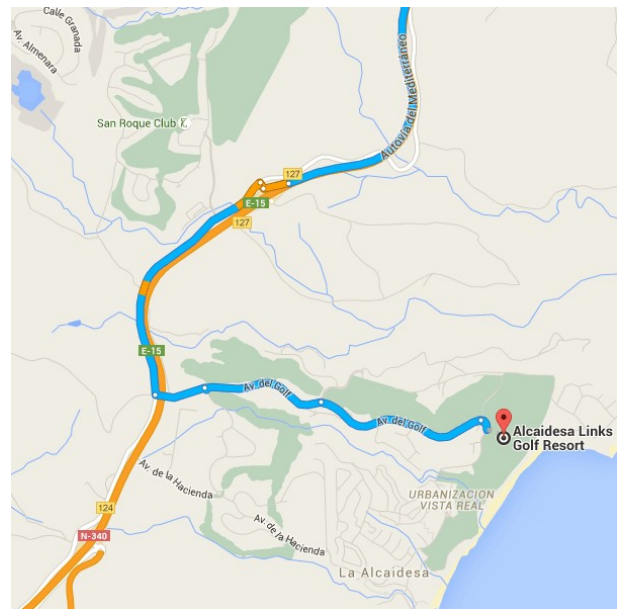 Calle Granada
Av. Almenara
San Roque Club
Autovía del Mediterráneo
127
E-15
127
E-15
Av. del Golf
Av. del Golf
Alcaidesa Links
Golf Resort
Av. de la Hacienda
URBANIZACION
VISTA REAL
124
Av. de la Hacienda
N-340
La Alcaidesa